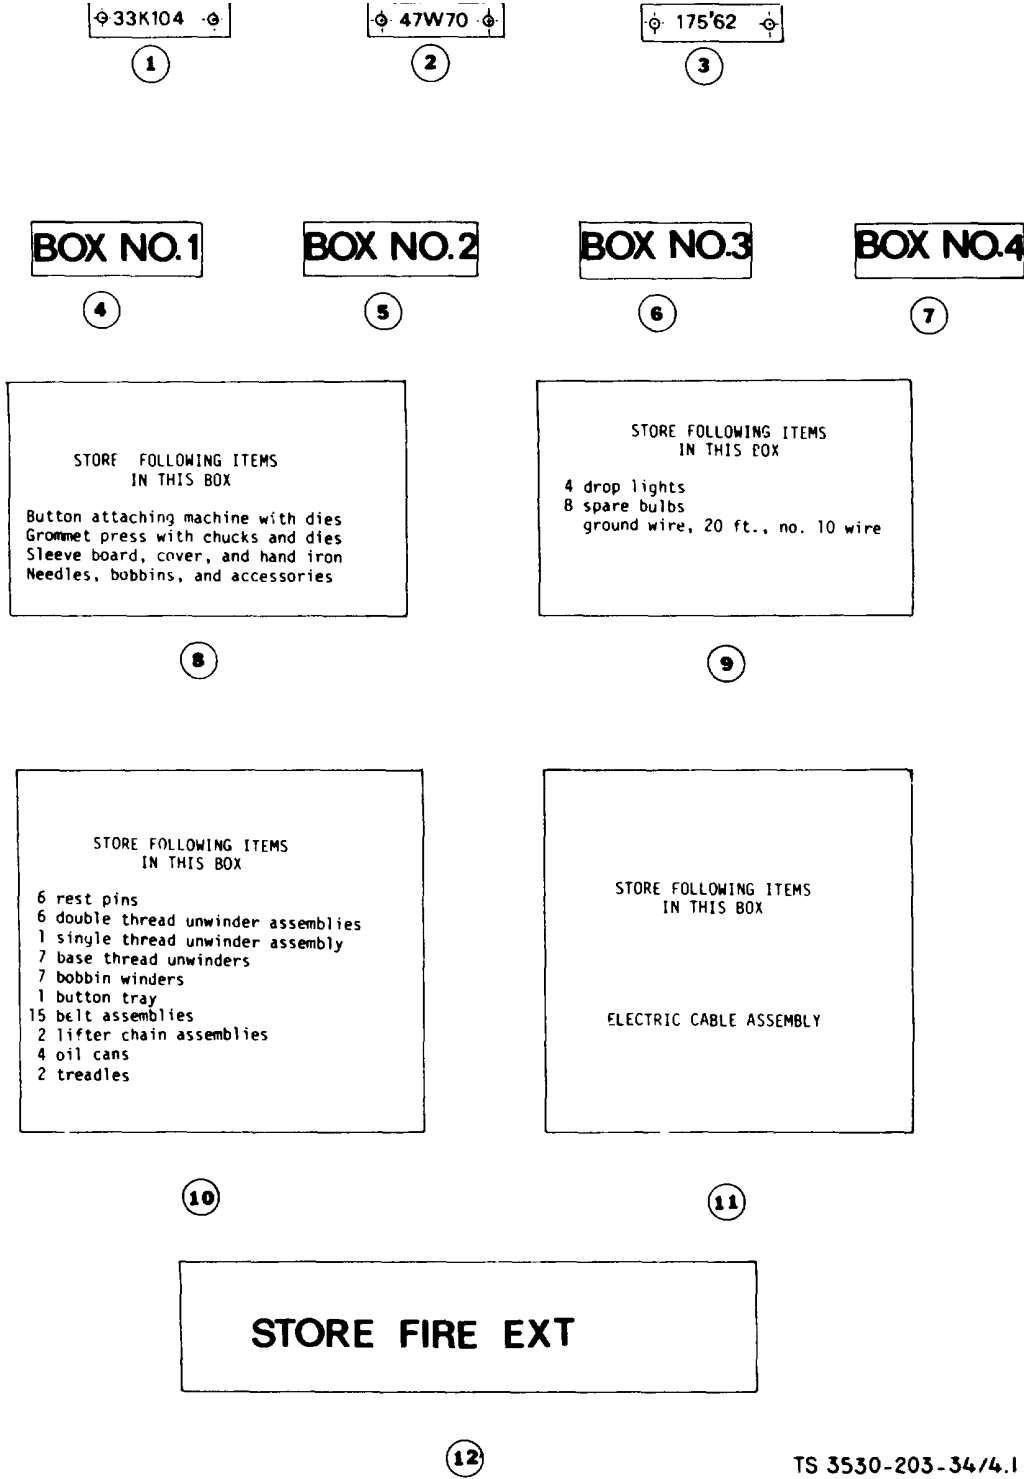 33K104
47W70
175'62
1
2
3
BOX NO.1
BOX NO.2
BOX NO.3
BOX NO.4
4
5
6
7
STORE FOLLOWING ITEMS
IN THIS BOX
Button attaching machine with dies
Grommet press with chucks and dies
Sleeve board, cover, and hand iron
Needles, bobbins, and accessories
8
STORE FOLLOWING ITEMS
IN THIS BOX
4 drop lights
8 spare bulbs
ground wire, 20 ft., no. 10 wire
9
STORE FOLLOWING ITEMS
IN THIS BOX
6 rest pins
6 double thread unwinder assemblies
1 single thread unwinder assembly
7 base thread unwinders
7 bobbin winders
1 button tray
15 belt assemblies
2 lifter chain assemblies
4 oil cans
2 treadles
10
STORE FOLLOWING ITEMS
IN THIS BOX
ELECTRIC CABLE ASSEMBLY
11
STORE FIRE EXT
12
TS 3530-203-34/4.1